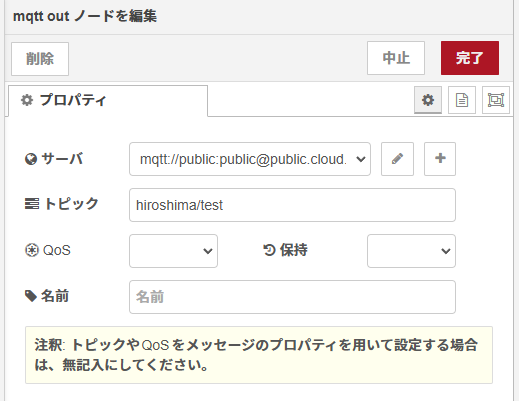 mqtt out ノードを編集
削除 中止 完了
プロパティ
サーバ mqtt://public:public@public.cloud.
トピック hiroshima/test
QoS 保持
名前 名前
注釈: トピックやQoSをメッセージのプロパティを用いて設定する場合
は、無記入にしてください。